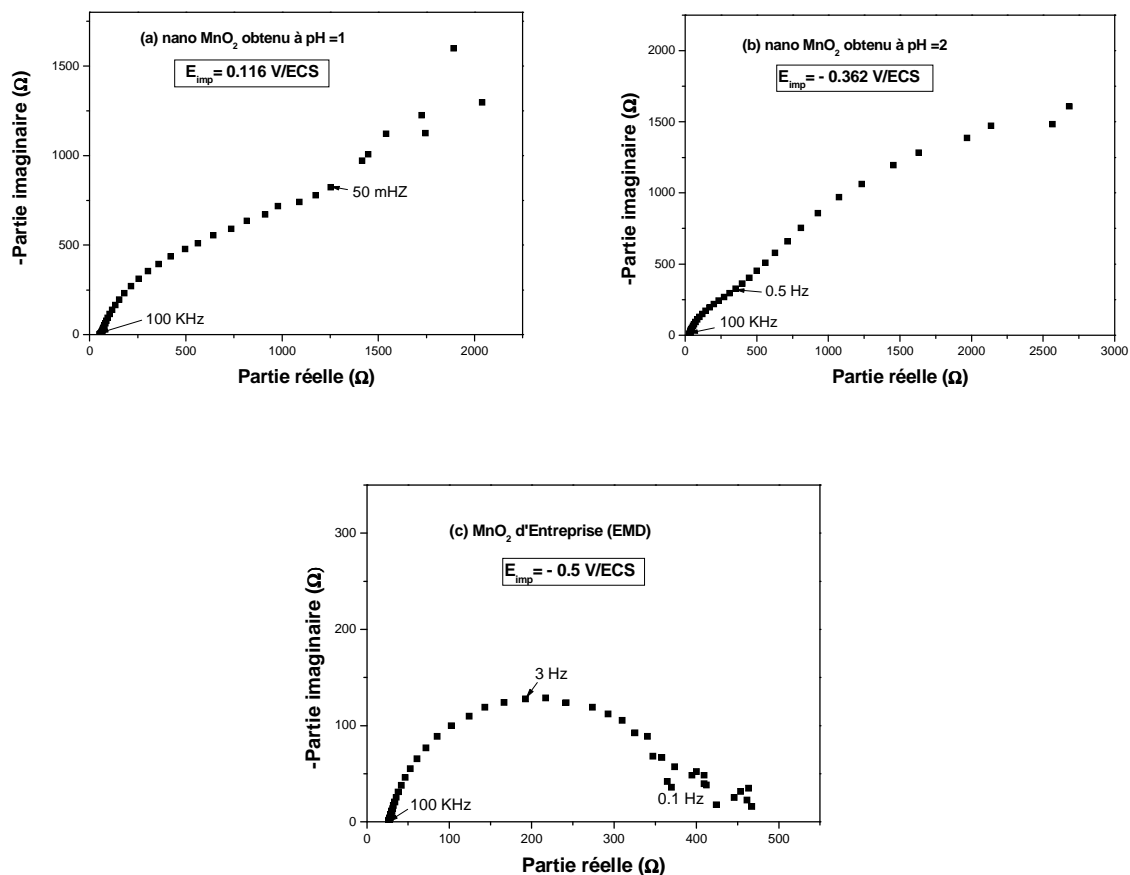 (a) nano MnO2 obtenu à pH =1
Eimp= 0.116 V/ECS
1500
1000
500
0
-Partie imaginaire (Ω)
50 mHZ
100 KHz
0 500 1000 1500 2000
Partie réelle (Ω)
(b) nano MnO2 obtenu à pH =2
Eimp= - 0.362 V/ECS
2000
1500
1000
500
0
-Partie imaginaire (Ω)
0.5 Hz
100 KHz
0 500 1000 1500 2000 2500 3000
Partie réelle (Ω)
(c) MnO2 d'Entreprise (EMD)
Eimp= - 0.5 V/ECS
300
200
100
0
-Partie imaginaire (Ω)
3 Hz
0.1 Hz
100 KHz
0 100 200 300 400 500
Partie réelle (Ω)